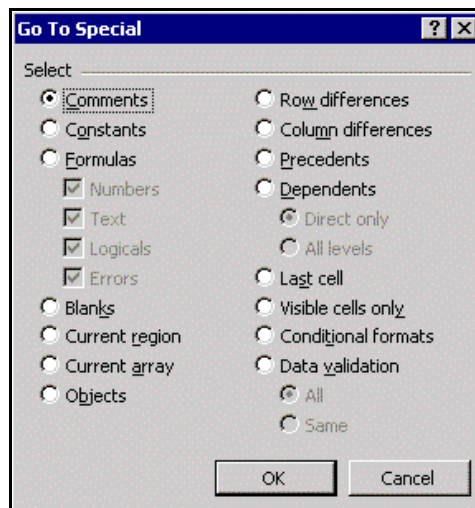 Go To Special
Select
Comments
Constants
Formulas
Numbers
Text
Logicals
Errors
Blanks
Current region
Current array
Objects
Row differences
Column differences
Precedents
Dependents
Direct only
All levels
Last cell
Visible cells only
Conditional formats
Data validation
All
Same
OK
Cancel